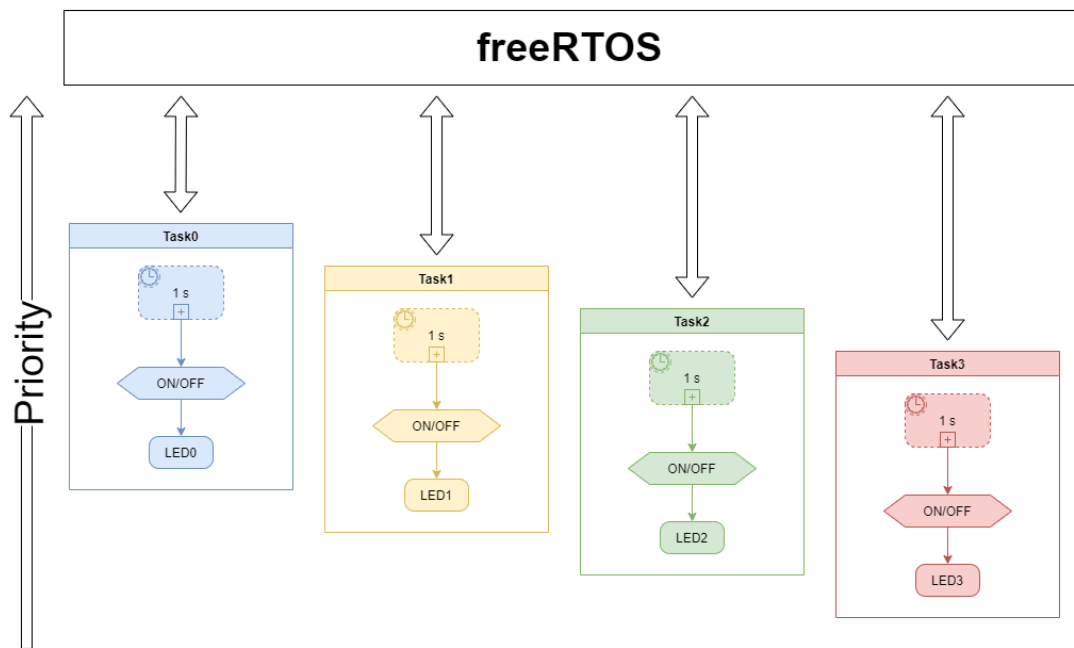 freeRTOS
Priority
Task0
1 s
ON/OFF
LED0
Task1
1 s
ON/OFF
LED1
Task2
1 s
ON/OFF
LED2
Task3
1 s
ON/OFF
LED3